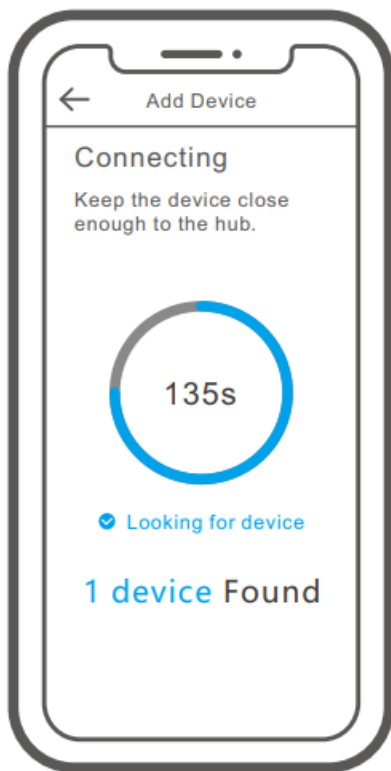 Add Device
Connecting
Keep the device close
enough to the hub.
135s
Looking for device
1 device Found